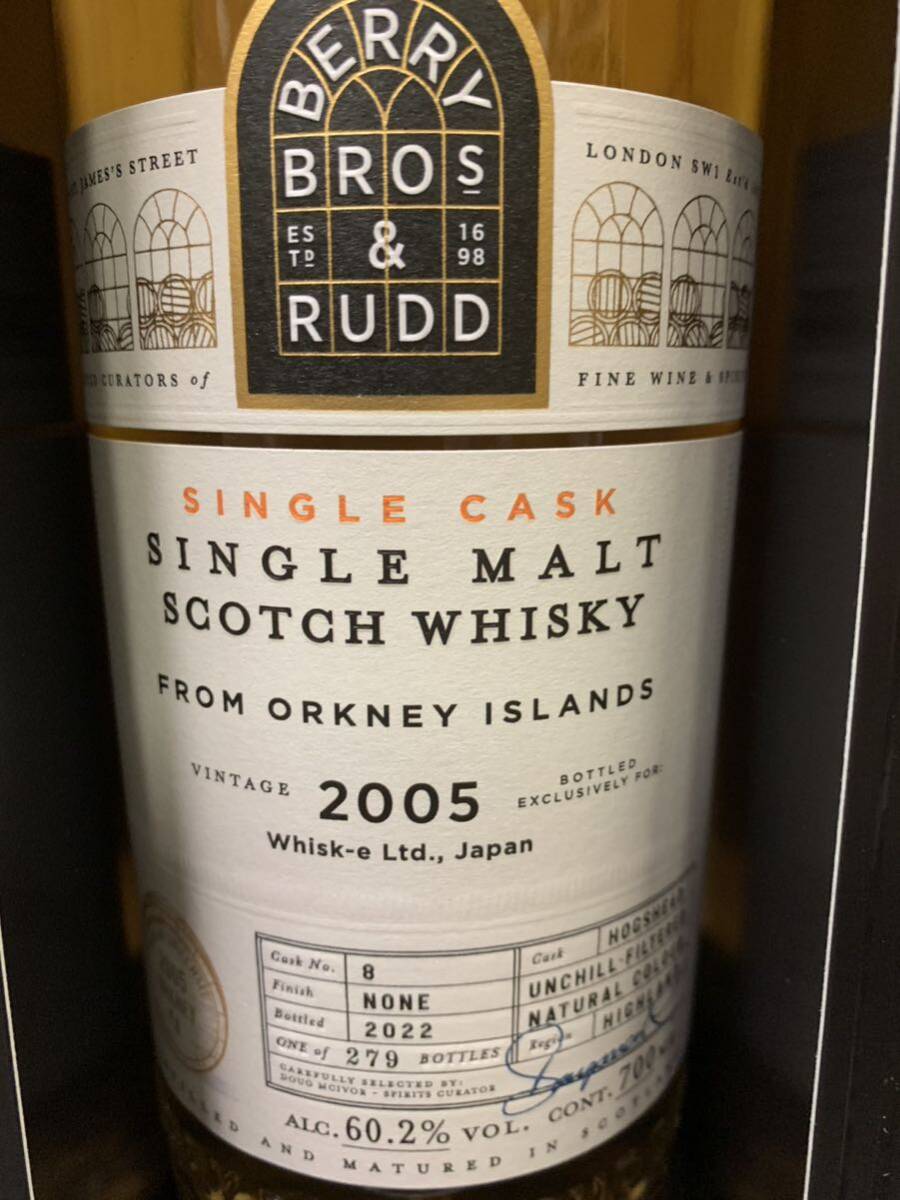 BERRY
BROS
ESTD & 1698
RUDD
JAMES'S STREET
LONDON SW1
CURATORS of
FINE WINE &
SINGLE CASK
SINGLE MALT
SCOTCH WHISKY
FROM ORKNEY ISLANDS
VINTAGE 2005
BOTTLED
EXCLUSIVELY FOR:
Whisk-e Ltd., Japan
Cask No. 8
Finish NONE
Bottled 2022
ONE of 279 BOTTLES
CAREFULLY SELECTED BY:
DOUG MCIVOR - SPIRITS CURATOR
Cask HOGSHEAD
UNCHILL-FILTERED
NATURAL COLOUR
Region
2005
ALC. 60.2% VOL. CONT. 700
AND MATURED IN